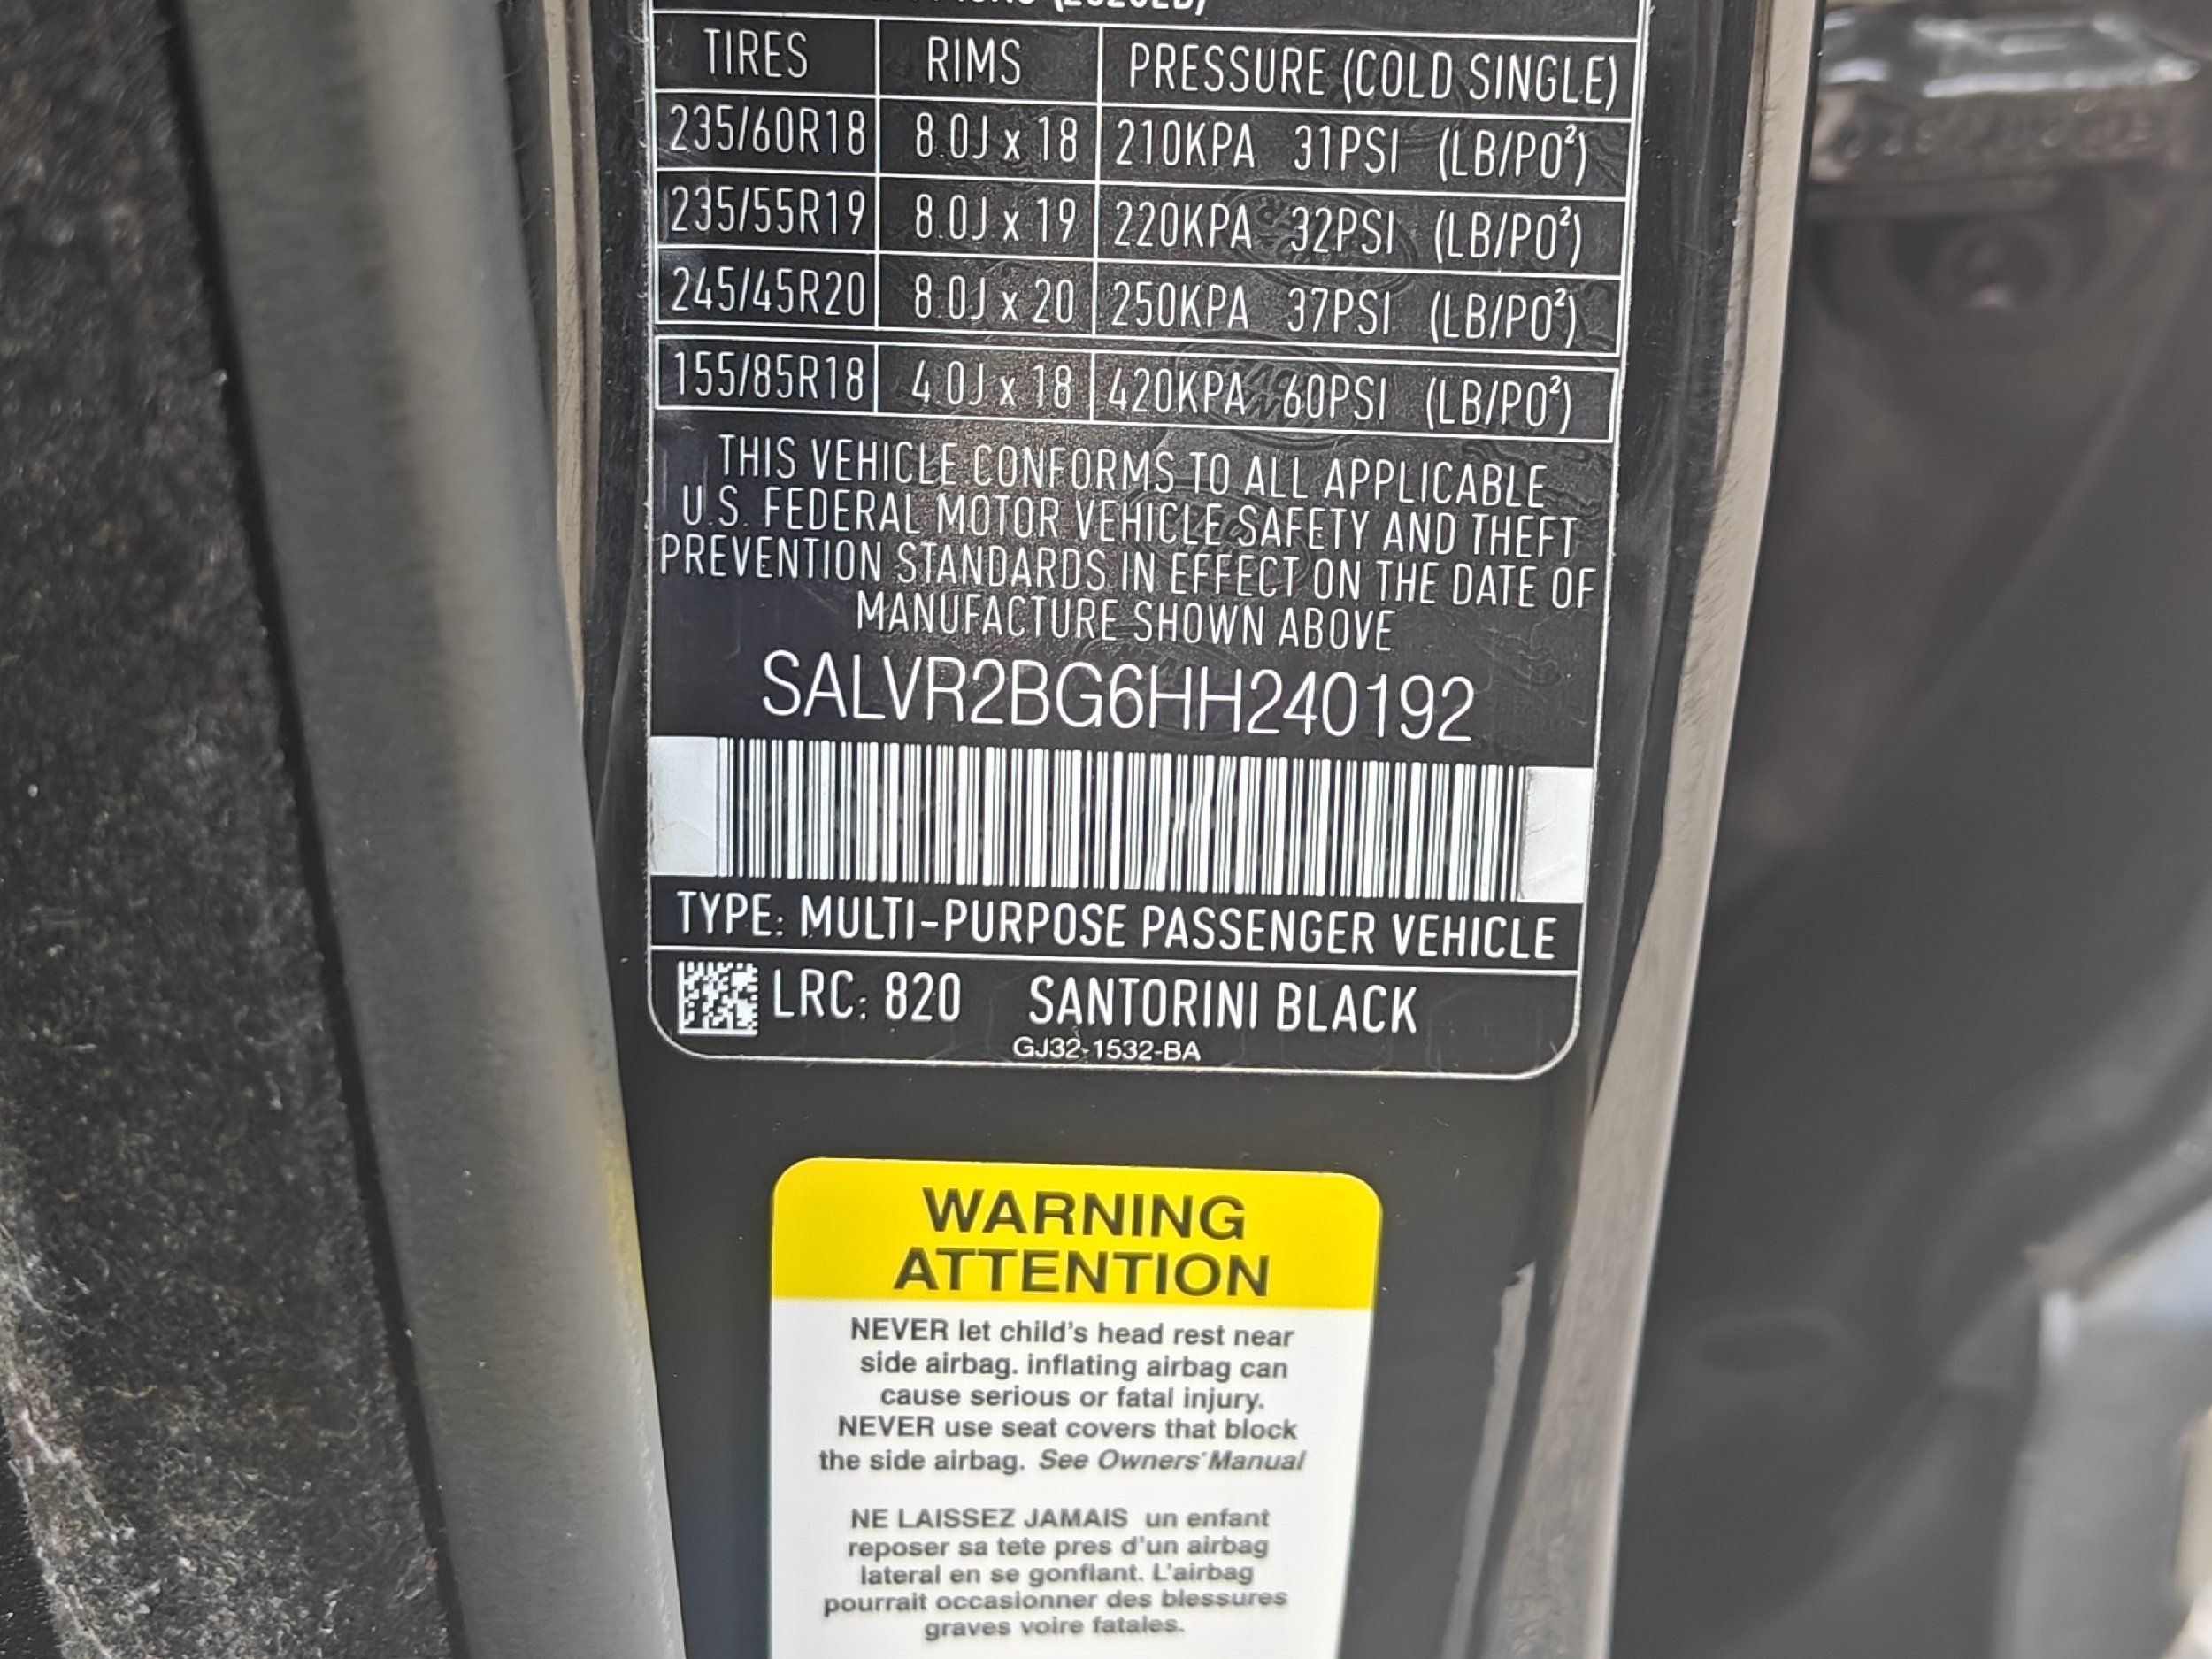 TIRES RIMS PRESSURE (COLD SINGLE)
235/60R18 8.0J x 18 210KPA 31PSI (LB/PO²)
235/55R19 8.0J x 19 220KPA 32PSI (LB/PO²)
245/45R20 8.0J x 20 250KPA 37PSI (LB/PO²)
155/85R18 4.0J x 18 420KPA 60PSI (LB/PO²)
THIS VEHICLE CONFORMS TO ALL APPLICABLE
U.S. FEDERAL MOTOR VEHICLE SAFETY AND THEFT
PREVENTION STANDARDS IN EFFECT ON THE DATE OF
MANUFACTURE SHOWN ABOVE
SALVR2BG6HH240192
TYPE: MULTI-PURPOSE PASSENGER VEHICLE
LRC: 820 SANTORINI BLACK
GJ32-1532-BA
WARNING
ATTENTION
NEVER let child's head rest near
side airbag. inflating airbag can
cause serious or fatal injury.
NEVER use seat covers that block
the side airbag. See Owners' Manual
NE LAISSEZ JAMAIS un enfant
reposer sa tete pres d'un airbag
lateral en se gonflant. L'airbag
pourrait occasionner des blessures
graves voire fatales.